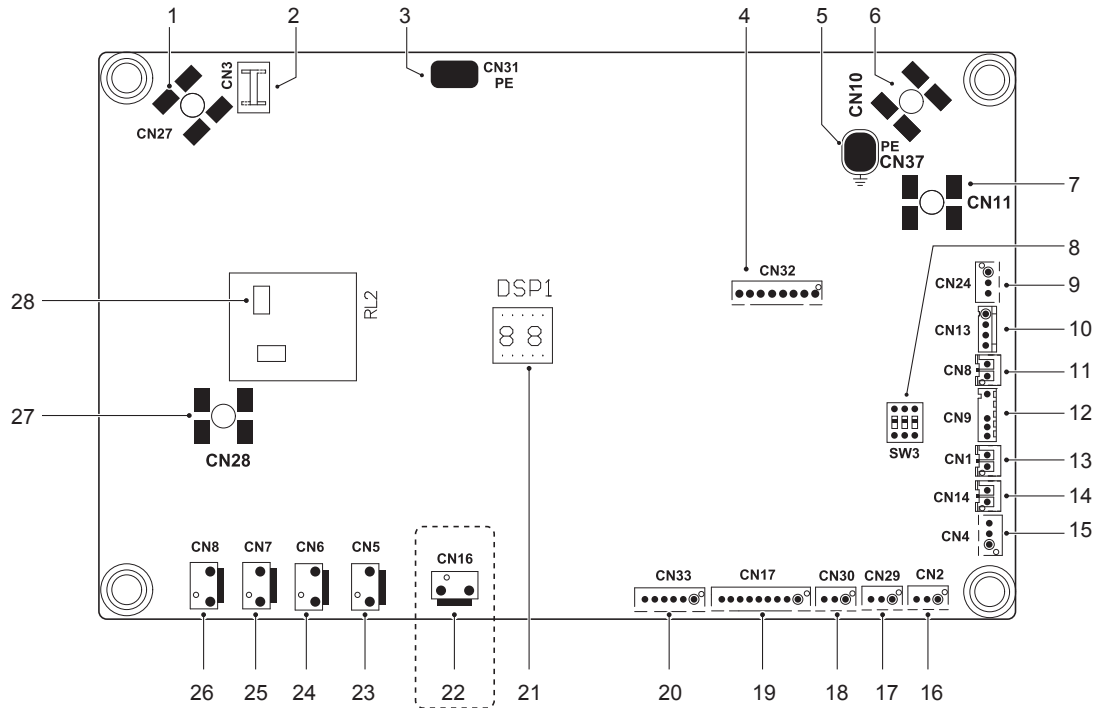 1 2 3 4 5 6
CN3
CN31
PE
CN27
CN10
PE
CN37
7
CN11
8
CN32
CN24
9
28
RL2
DSP1
88
CN13
10
CN8
11
CN9
12
27
CN28
SW3
CN1
13
CN14
14
CN4
15
CN8 CN7 CN6 CN5 CN16 CN33 CN17 CN30 CN29 CN2
26 25 24 23 22 21 20 19 18 17 16